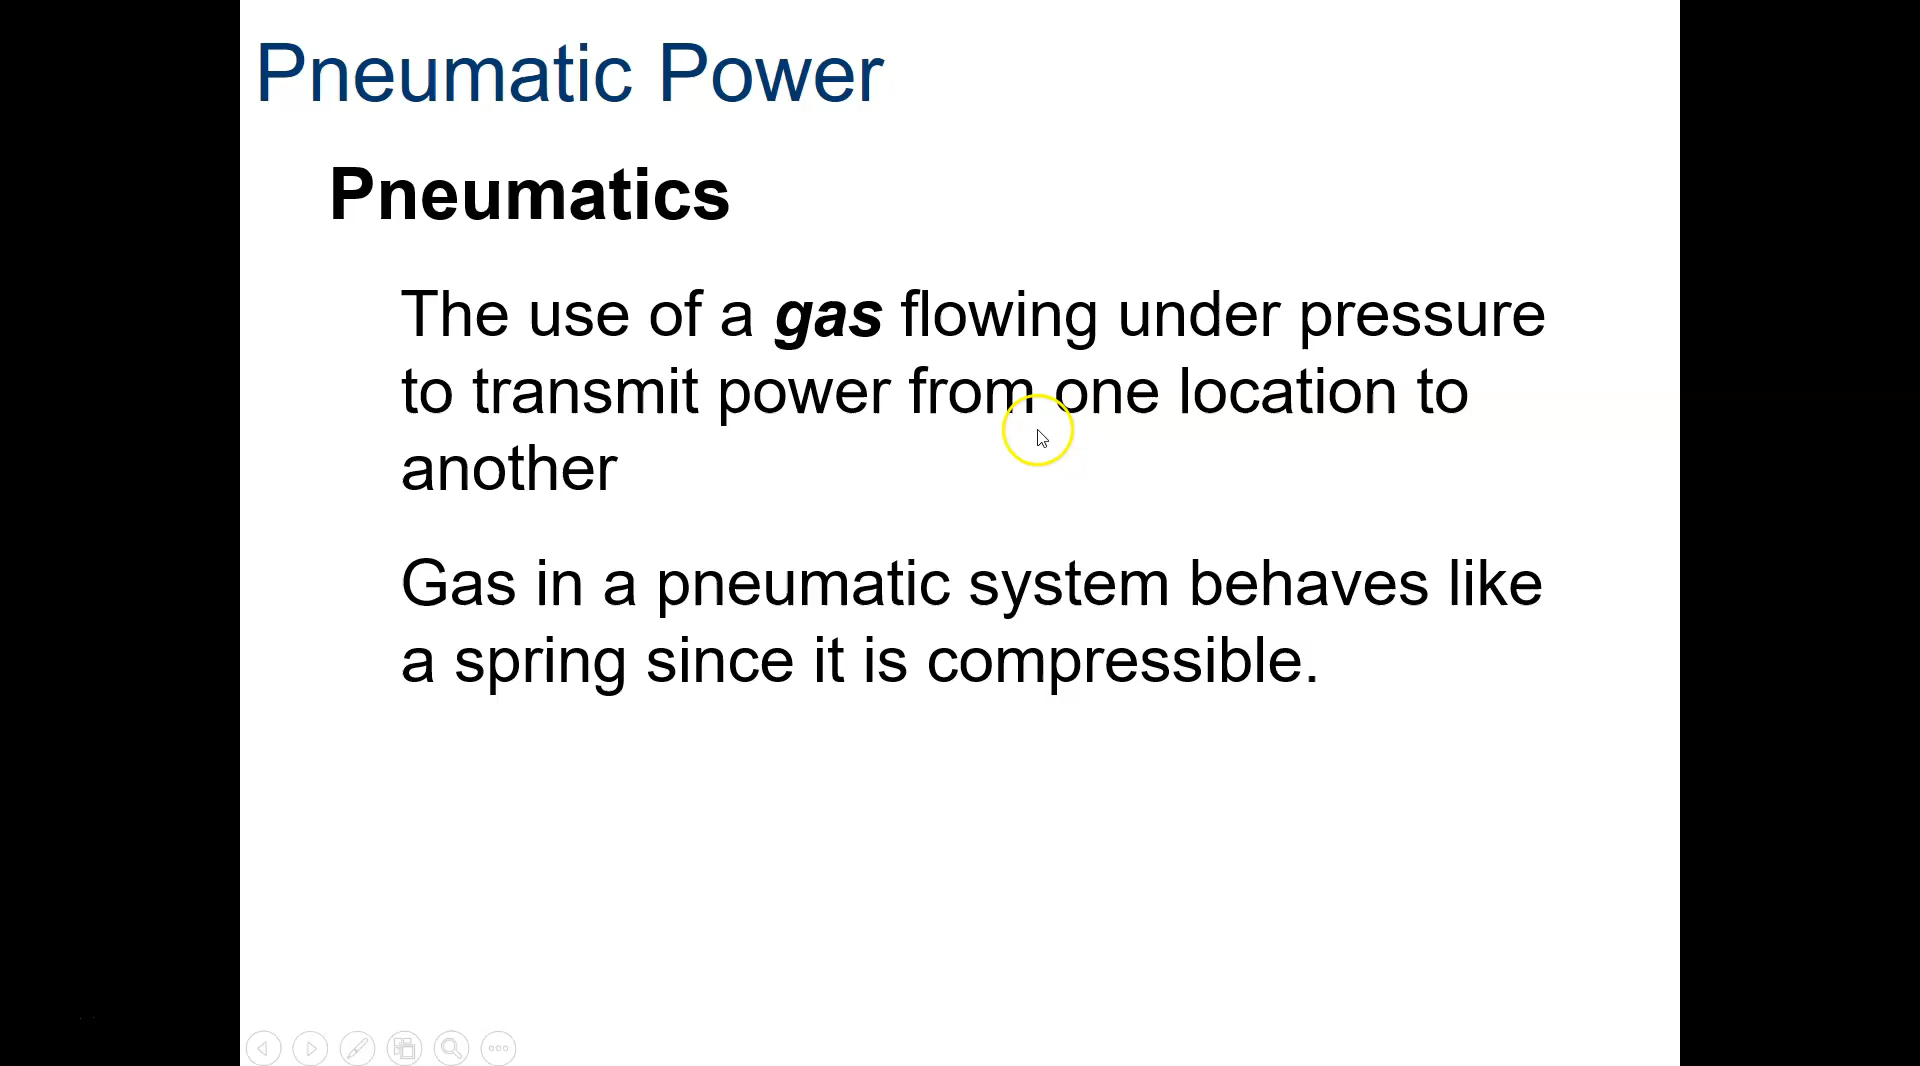 Pneumatic Power
Pneumatics
The use of a gas flowing under pressure
to transmit power from one location to
another
Gas in a pneumatic system behaves like
a spring since it is compressible.